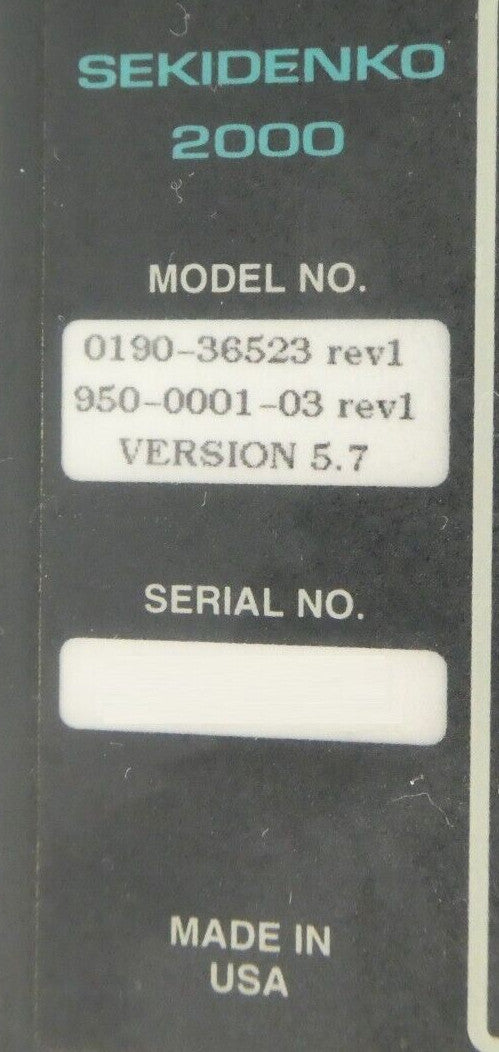 SEKIDENKO
2000
MODEL NO.
0190-36523 rev1
950-0001-03 rev1
VERSION 5.7
SERIAL NO.
MADE IN
USA